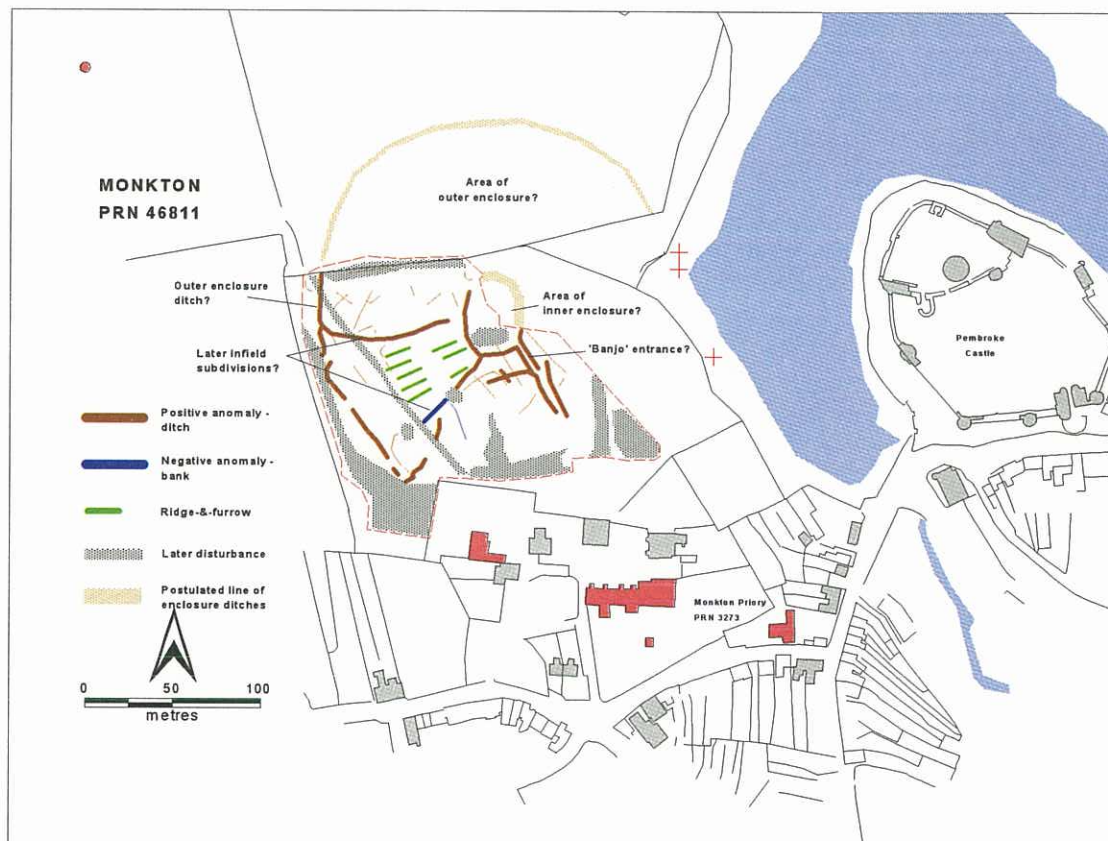 MONKTON
PRN 46811
Area of
outer enclosure?
Outer enclosure
ditch?
Area of
inner enclosure?
Later infield
subdivisions?
'Banjo' entrance?
Pembroke
Castle
Positive anomaly -
ditch
Negative anomaly -
bank
Ridge-&-furrow
Later disturbance
Postulated line of
enclosure ditches
Monkton Priory
PRN 3273
0 50 100
metres